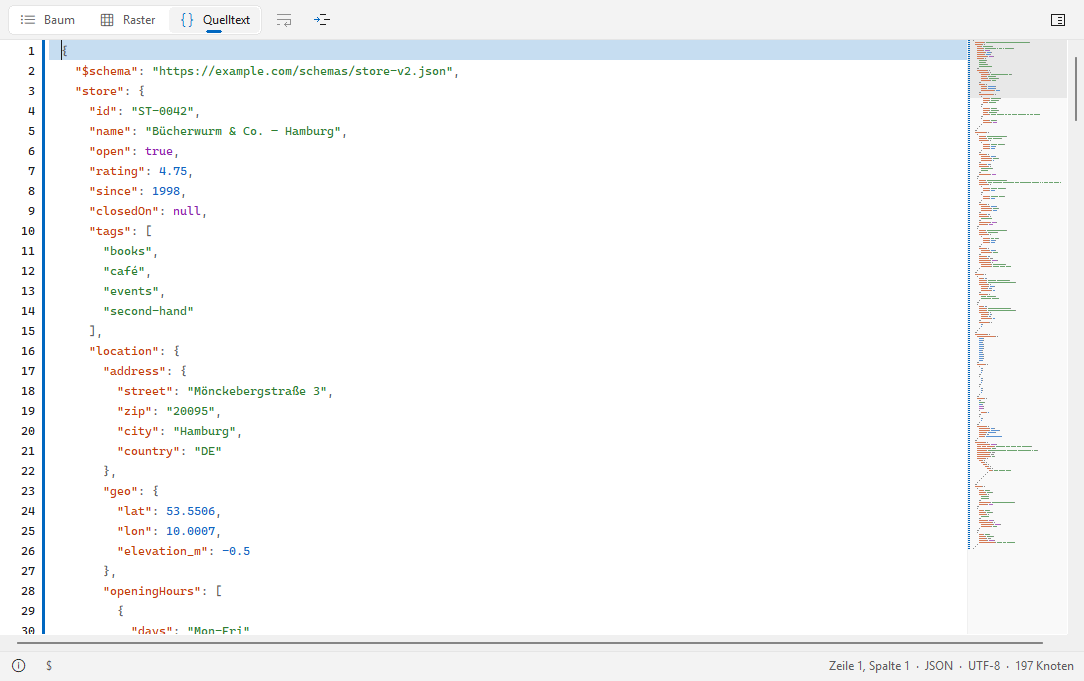 Baum Raster {} Quelltext
1 {
2 "$schema": "https://example.com/schemas/store-v2.json",
3 "store": {
4 "id": "ST-0042",
5 "name": "Bücherwurm & Co. — Hamburg",
6 "open": true,
7 "rating": 4.75,
8 "since": 1998,
9 "closedOn": null,
10 "tags": [
11 "books",
12 "café",
13 "events",
14 "second-hand"
15 ],
16 "location": {
17 "address": {
18 "street": "Mönckebergstraße 3",
19 "zip": "20095",
20 "city": "Hamburg",
21 "country": "DE"
22 },
23 "geo": {
24 "lat": 53.5506,
25 "lon": 10.0007,
26 "elevation_m": -0.5
27 },
28 "openingHours": [
29 {
30 "days": "Mon-Fri"
$ Zeile 1, Spalte 1 · JSON · UTF-8 · 197 Knoten